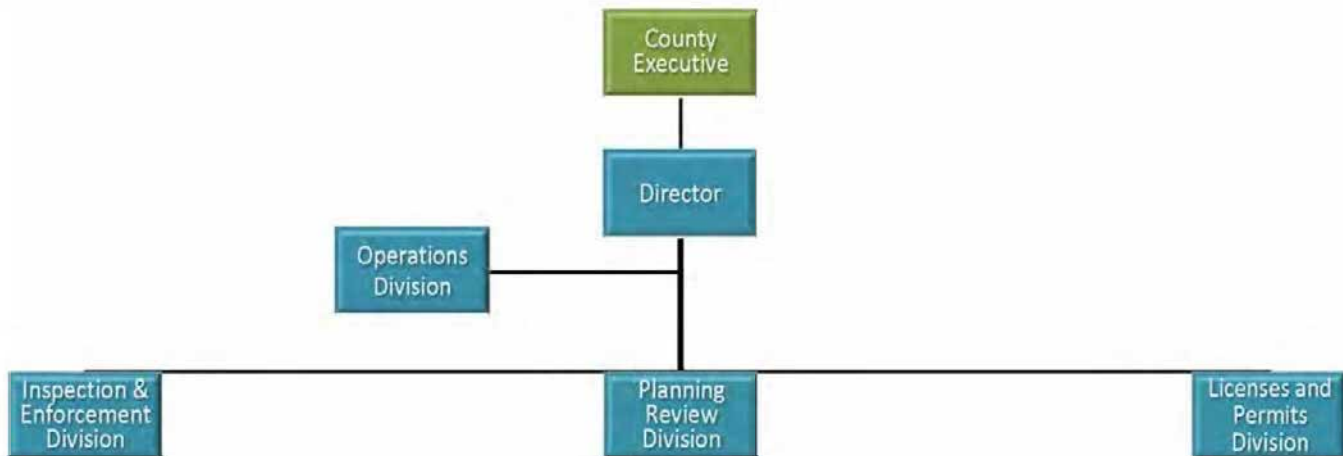 County
Executive
Director
Operations
Division
Inspection &
Enforcement
Division
Planning
Review
Division
Licenses and
Permits
Division